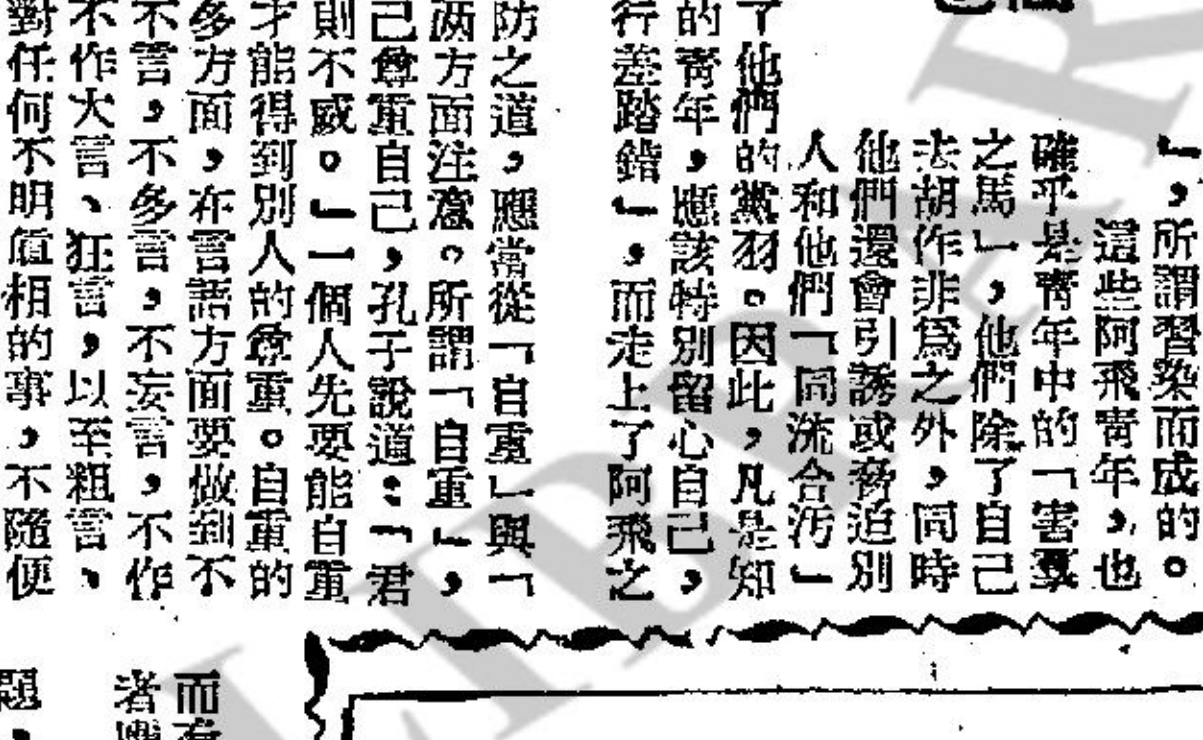 」，所謂習染而成的。
這些阿飛青年，也
確乎是青年中的「害羣
之馬」，他們除了自己
去胡作非爲之外，同時
他們還會引誘或脅迫別
人和他們「同流合污」
了他們的黨羽。因此，凡是知
的青年，應該特別留心自己，
行差踏錯」，而走上了阿飛之
防之道，應當從「自重」與「
兩方面注意。所謂「自重」，
己尊重自己，孔子說道：「君
則不威。」一個人先要能自重
才能得到別人的尊重。自重的
多方面，在言語方面要做到不
不言，不多言，不妄言，不作
不作大言、狂言，以至粗言、
對任何不明底相的事，不隨便
而有
者
題，